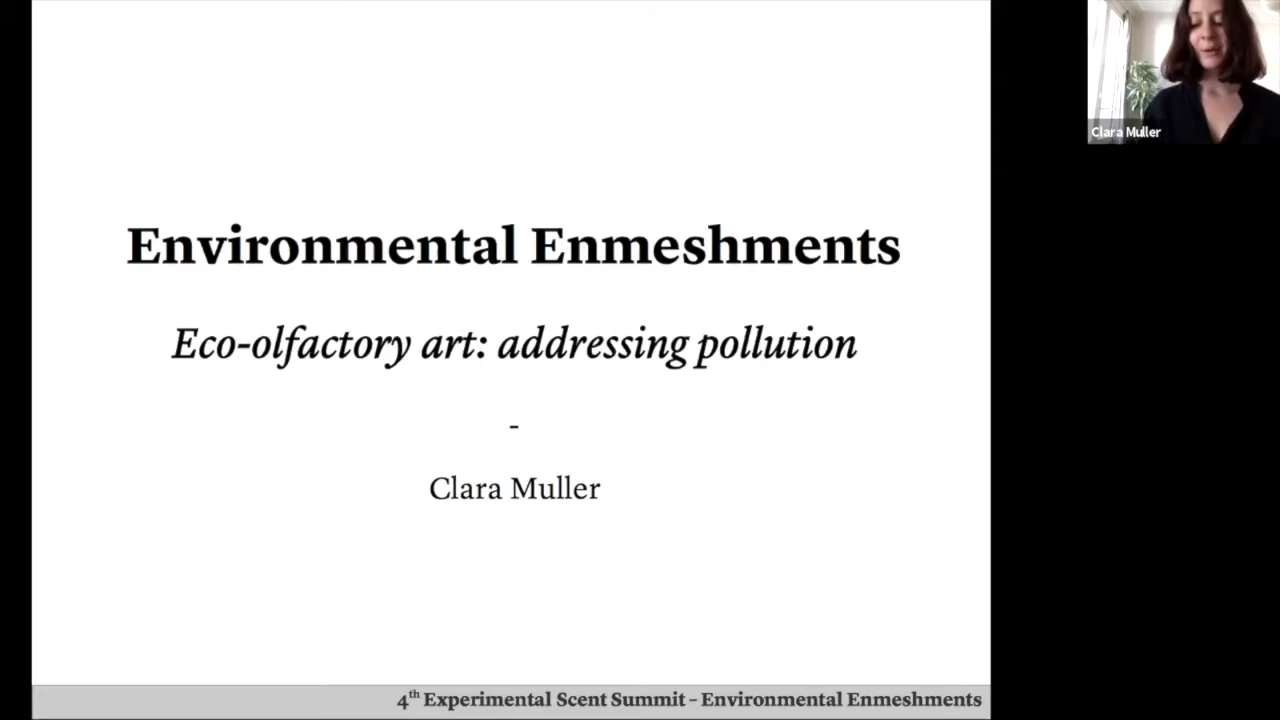 Environmental Enmeshments
Eco-olfactory art: addressing pollution
-
Clara Muller
4th Experimental Scent Summit – Environmental Enmeshments
Clara Muller